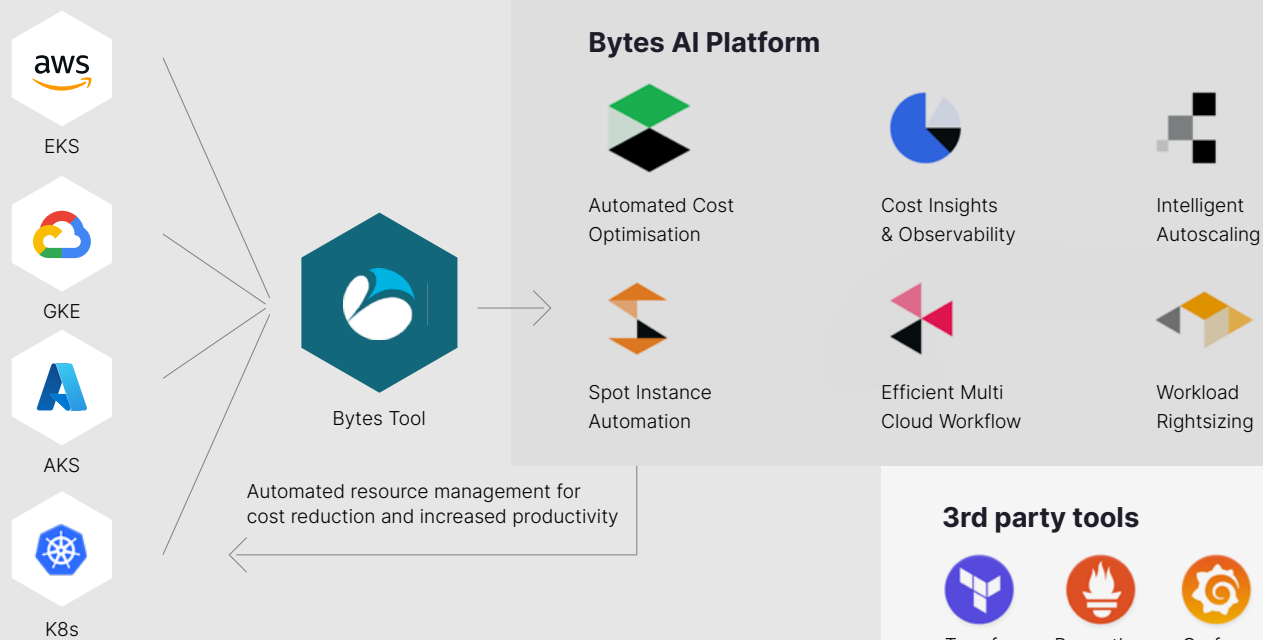 aws
EKS
GKE
AKS
K8s
Bytes Tool
Bytes AI Platform
Automated Cost
Optimisation
Cost Insights
& Observability
Intelligent
Autoscaling
Spot Instance
Automation
Efficient Multi
Cloud Workflow
Workload
Rightsizing
Automated resource management for
cost reduction and increased productivity
3rd party tools